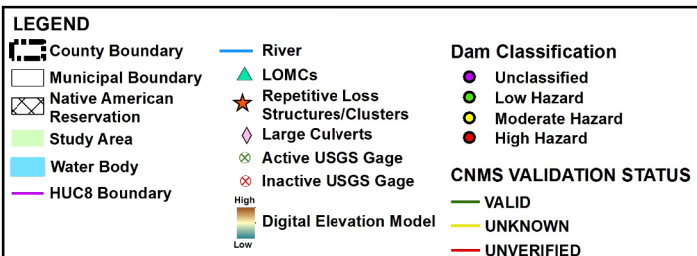 LEGEND
County Boundary
Municipal Boundary
Native American
Reservation
Study Area
Water Body
HUC8 Boundary
River
LOMCs
Repetitive Loss
Structures/Clusters
Large Culverts
Active USGS Gage
Inactive USGS Gage
High
Digital Elevation Model
Low
Dam Classification
Unclassified
Low Hazard
Moderate Hazard
High Hazard
CNMS VALIDATION STATUS
VALID
UNKNOWN
UNVERIFIED